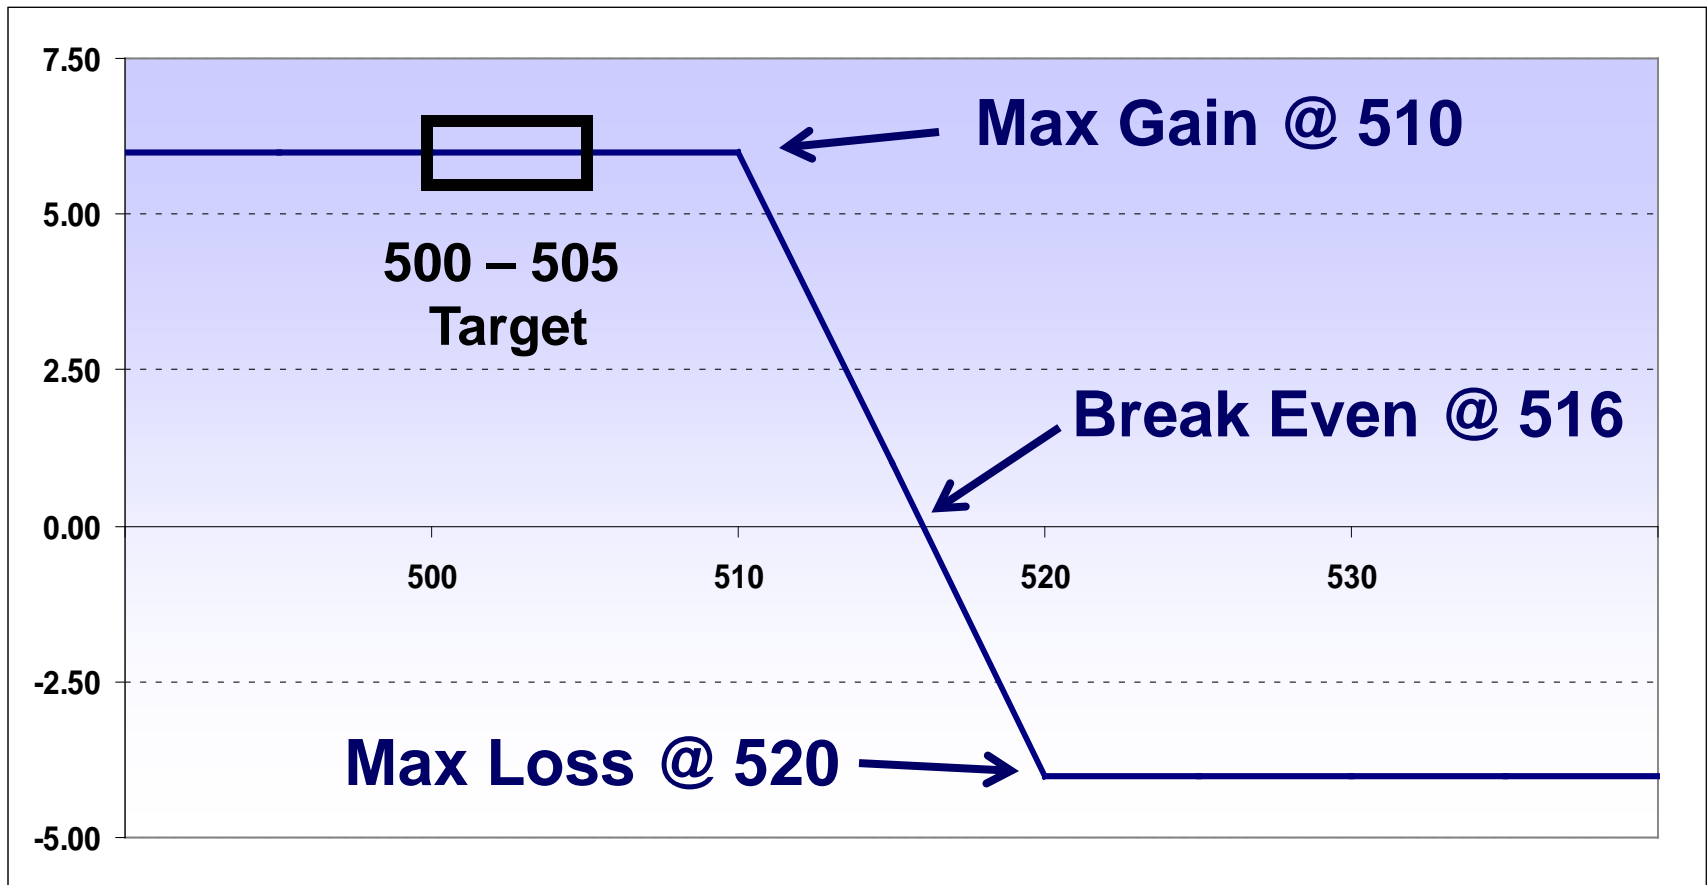 7.50
Max Gain @ 510
5.00
500 – 505
Target
2.50
Break Even @ 516
0.00
500 510 520 530
-2.50
Max Loss @ 520
-5.00